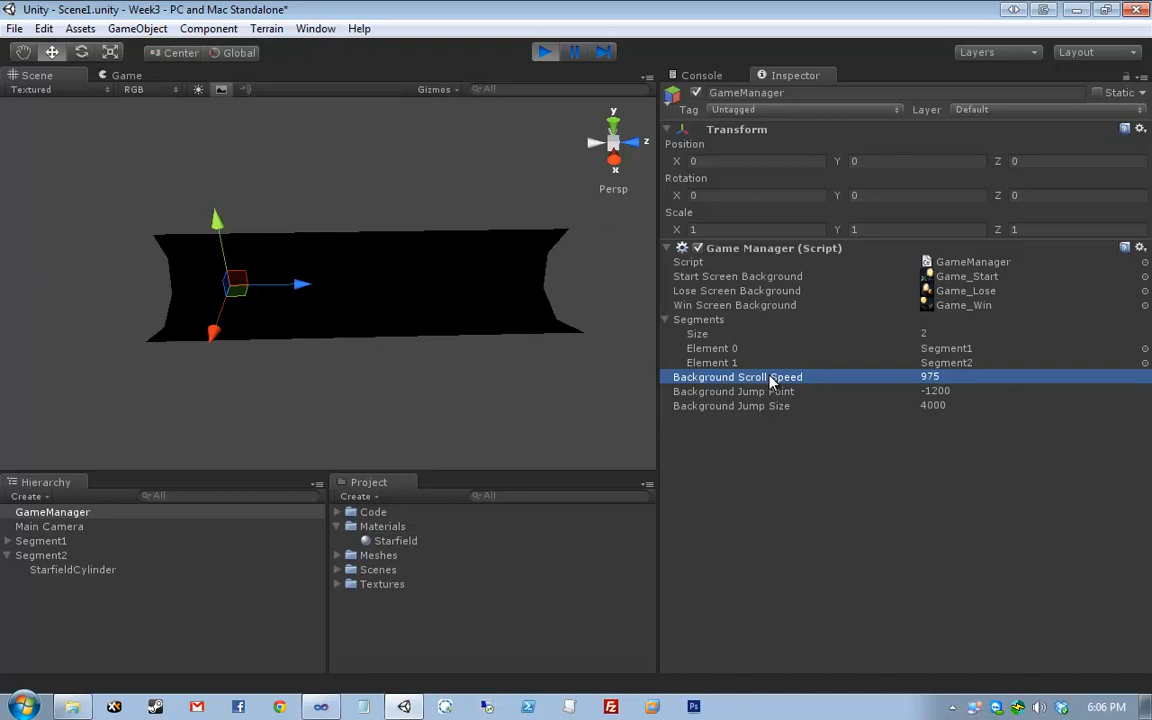 Unity - Scene1.unity - Week3 - PC and Mac Standalone*
File Edit Assets GameObject Component Terrain Window Help
Center Global Layers Layout
Scene Game Console Inspector
Textured RGB Gizmos All
GameManager Static
Tag Untagged Layer Default
Transform
Position
X 0 Y 0 Z 0
Rotation
X 0 Y 0 Z 0
Scale
X 1 Y 1 Z 1
y
z
x
Persp
Game Manager (Script)
Script GameManager
Start Screen Background Game_Start
Lose Screen Background Game_Lose
Win Screen Background Game_Win
Segments
Size 2
Element 0 Segment1
Element 1 Segment2
Background Scroll Speed 975
Background Jump Point -1200
Background Jump Size 4000
Hierarchy
Create All
GameManager
Main Camera
Segment1
Segment2
StarfieldCylinder
Project
Create All
Code
Materials
Starfield
Meshes
Scenes
Textures
6:06 PM